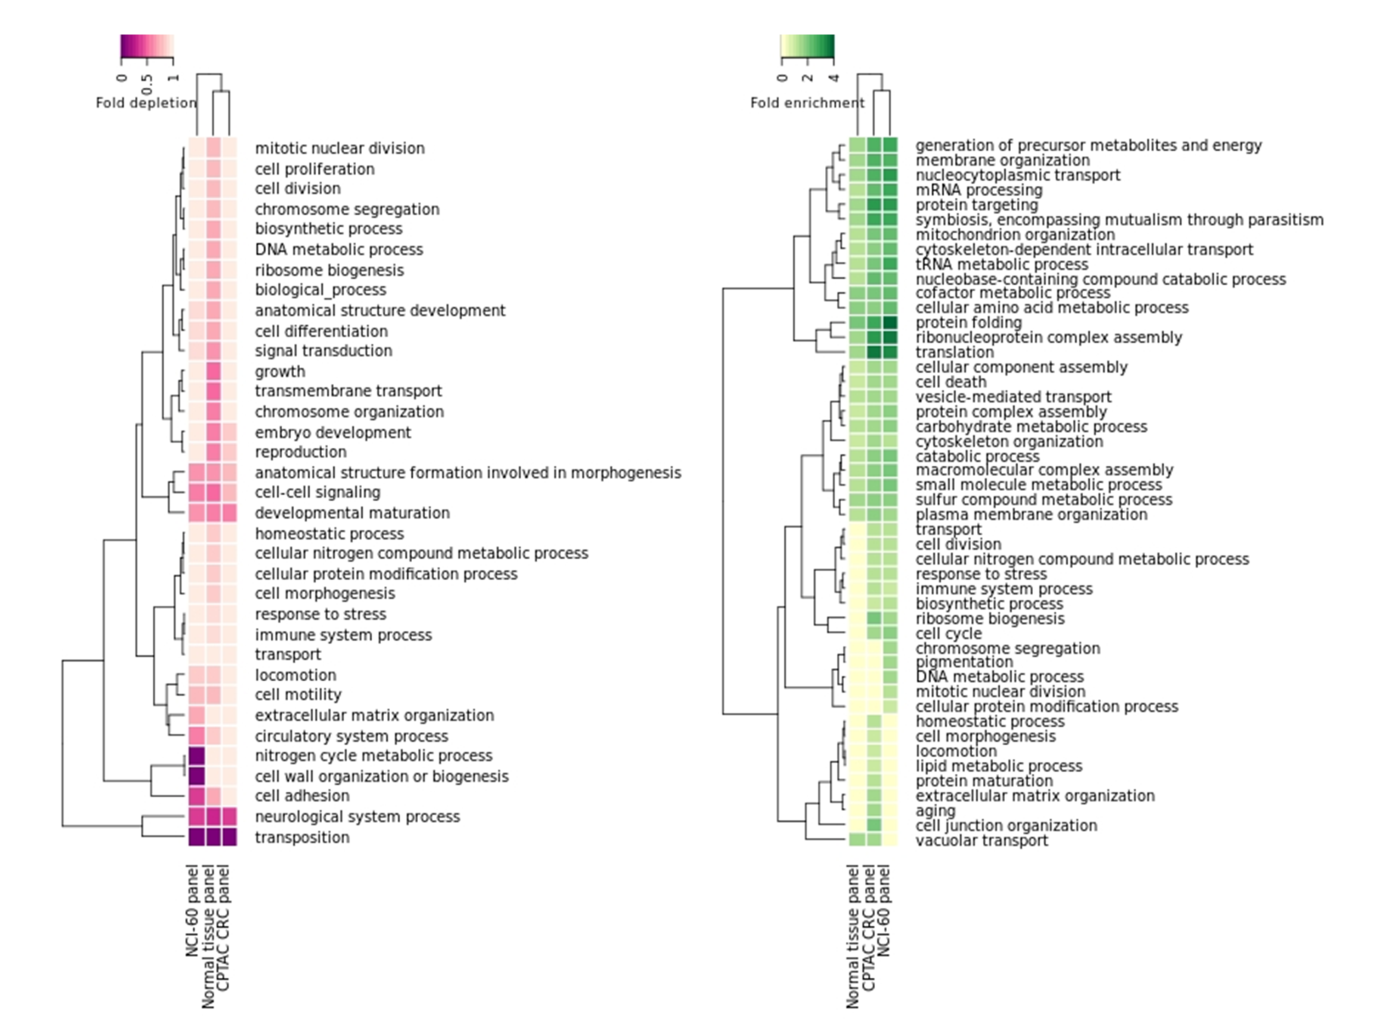 0
0.5
1
Fold depletion
mitotic nuclear division
cell proliferation
cell division
chromosome segregation
biosynthetic process
DNA metabolic process
ribosome biogenesis
biological_process
anatomical structure development
cell differentiation
signal transduction
growth
transmembrane transport
chromosome organization
embryo development
reproduction
anatomical structure formation involved in morphogenesis
cell-cell signaling
developmental maturation
homeostatic process
cellular nitrogen compound metabolic process
cellular protein modification process
cell morphogenesis
response to stress
immune system process
transport
locomotion
cell motility
extracellular matrix organization
circulatory system process
nitrogen cycle metabolic process
cell wall organization or biogenesis
cell adhesion
neurological system process
transposition
NCI-60 panel
Normal tissue panel
CPTAC CRC panel
0
2
4
Fold enrichment
generation of precursor metabolites and energy
membrane organization
nucleocytoplasmic transport
mRNA processing
protein targeting
symbiosis, encompassing mutualism through parasitism
mitochondrion organization
cytoskeleton-dependent intracellular transport
tRNA metabolic process
nucleobase-containing compound catabolic process
cofactor metabolic process
cellular amino acid metabolic process
protein folding
ribonucleoprotein complex assembly
translation
cellular component assembly
cell death
vesicle-mediated transport
protein complex assembly
carbohydrate metabolic process
cytoskeleton organization
catabolic process
macromolecular complex assembly
small molecule metabolic process
sulfur compound metabolic process
plasma membrane organization
transport
cell division
cellular nitrogen compound metabolic process
response to stress
immune system process
biosynthetic process
ribosome biogenesis
cell cycle
chromosome segregation
pigmentation
DNA metabolic process
mitotic nuclear division
cellular protein modification process
homeostatic process
cell morphogenesis
locomotion
lipid metabolic process
protein maturation
extracellular matrix organization
aging
cell junction organization
vacuolar transport
Normal tissue panel
CPTAC CRC panel
NCI-60 panel